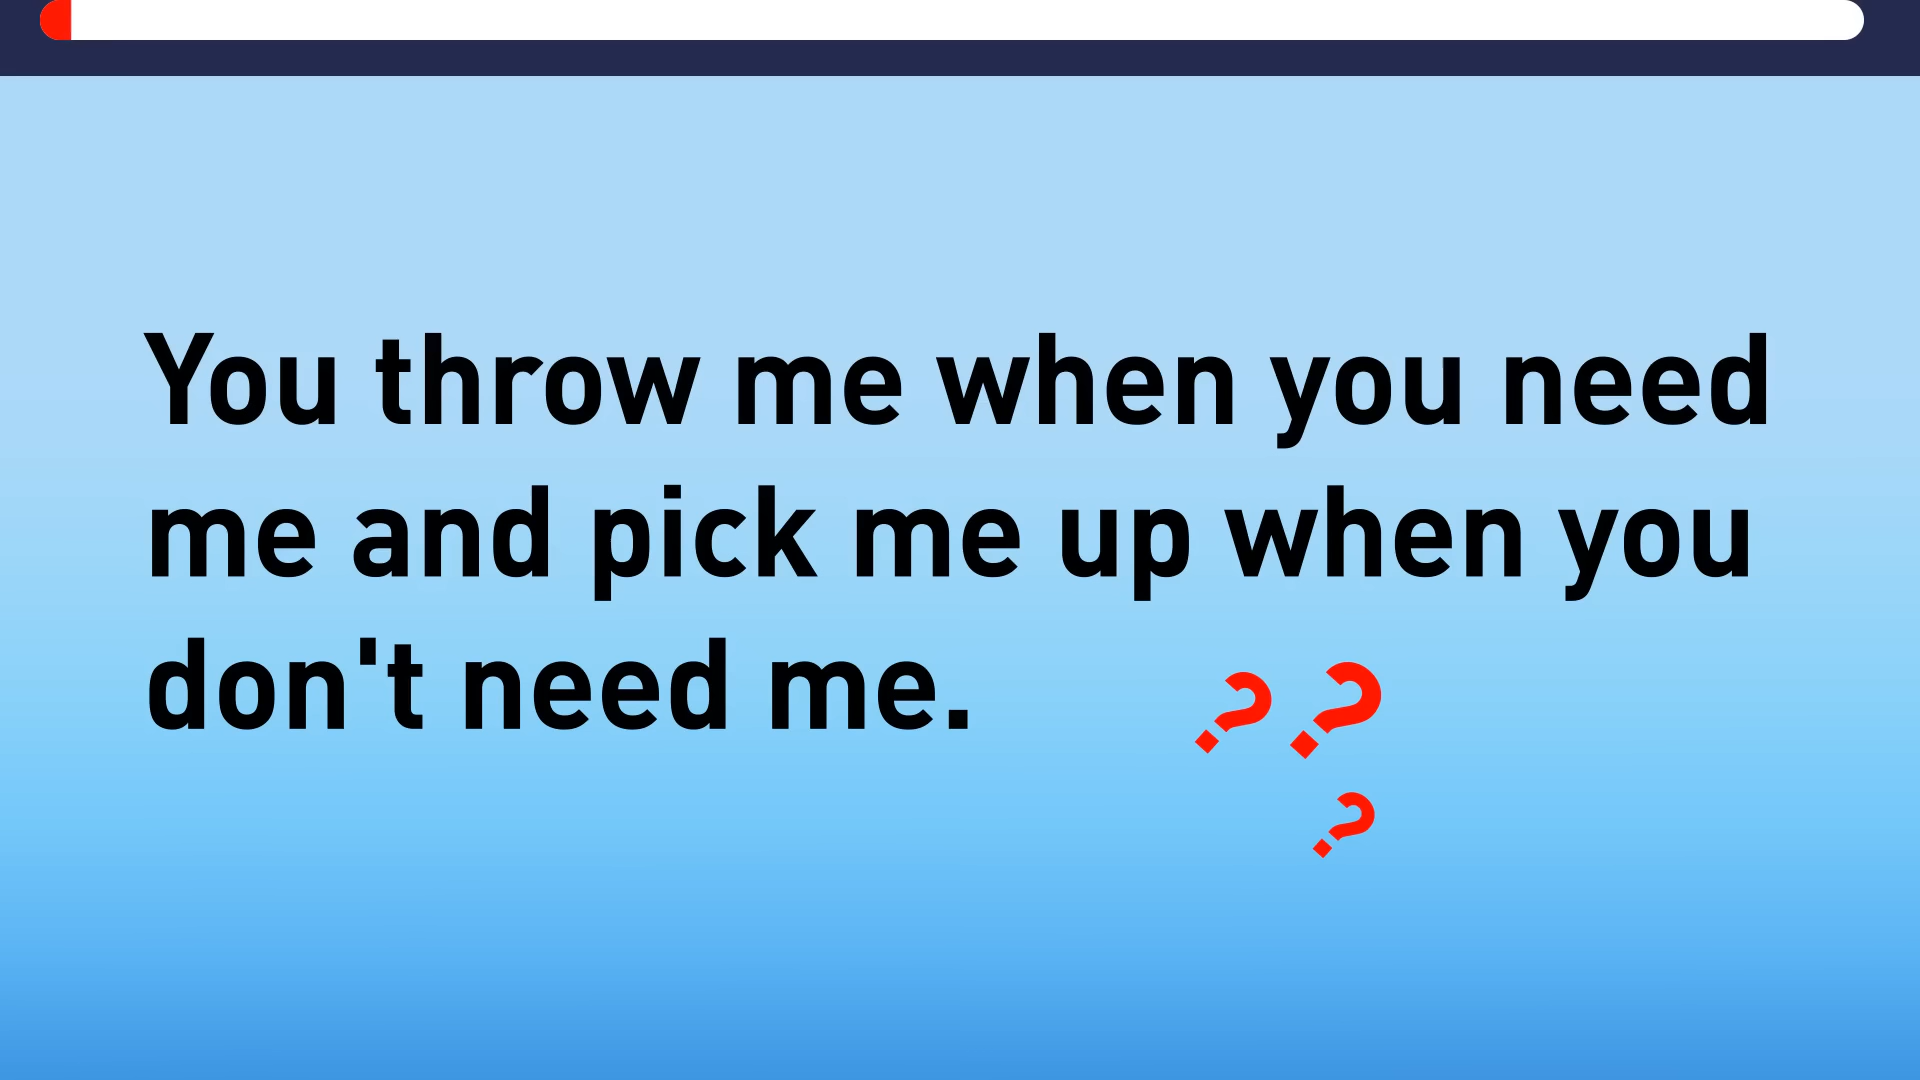 You throw me when you need
me and pick me up when you
don't need me.
? ?
?